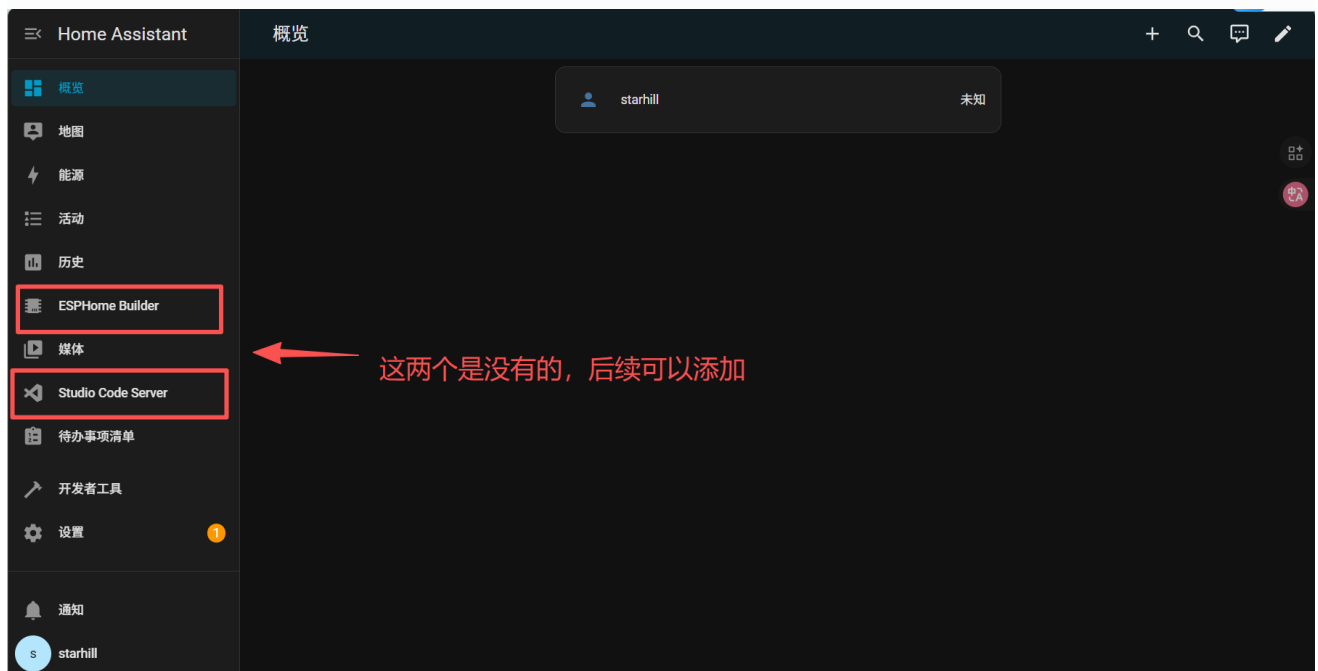 Home Assistant
概览
概览
starhill
未知
地图
能源
活动
历史
ESPHome Builder
媒体
这两个是没有的，后续可以添加
Studio Code Server
待办事项清单
开发者工具
设置
1
通知
s
starhill
中A